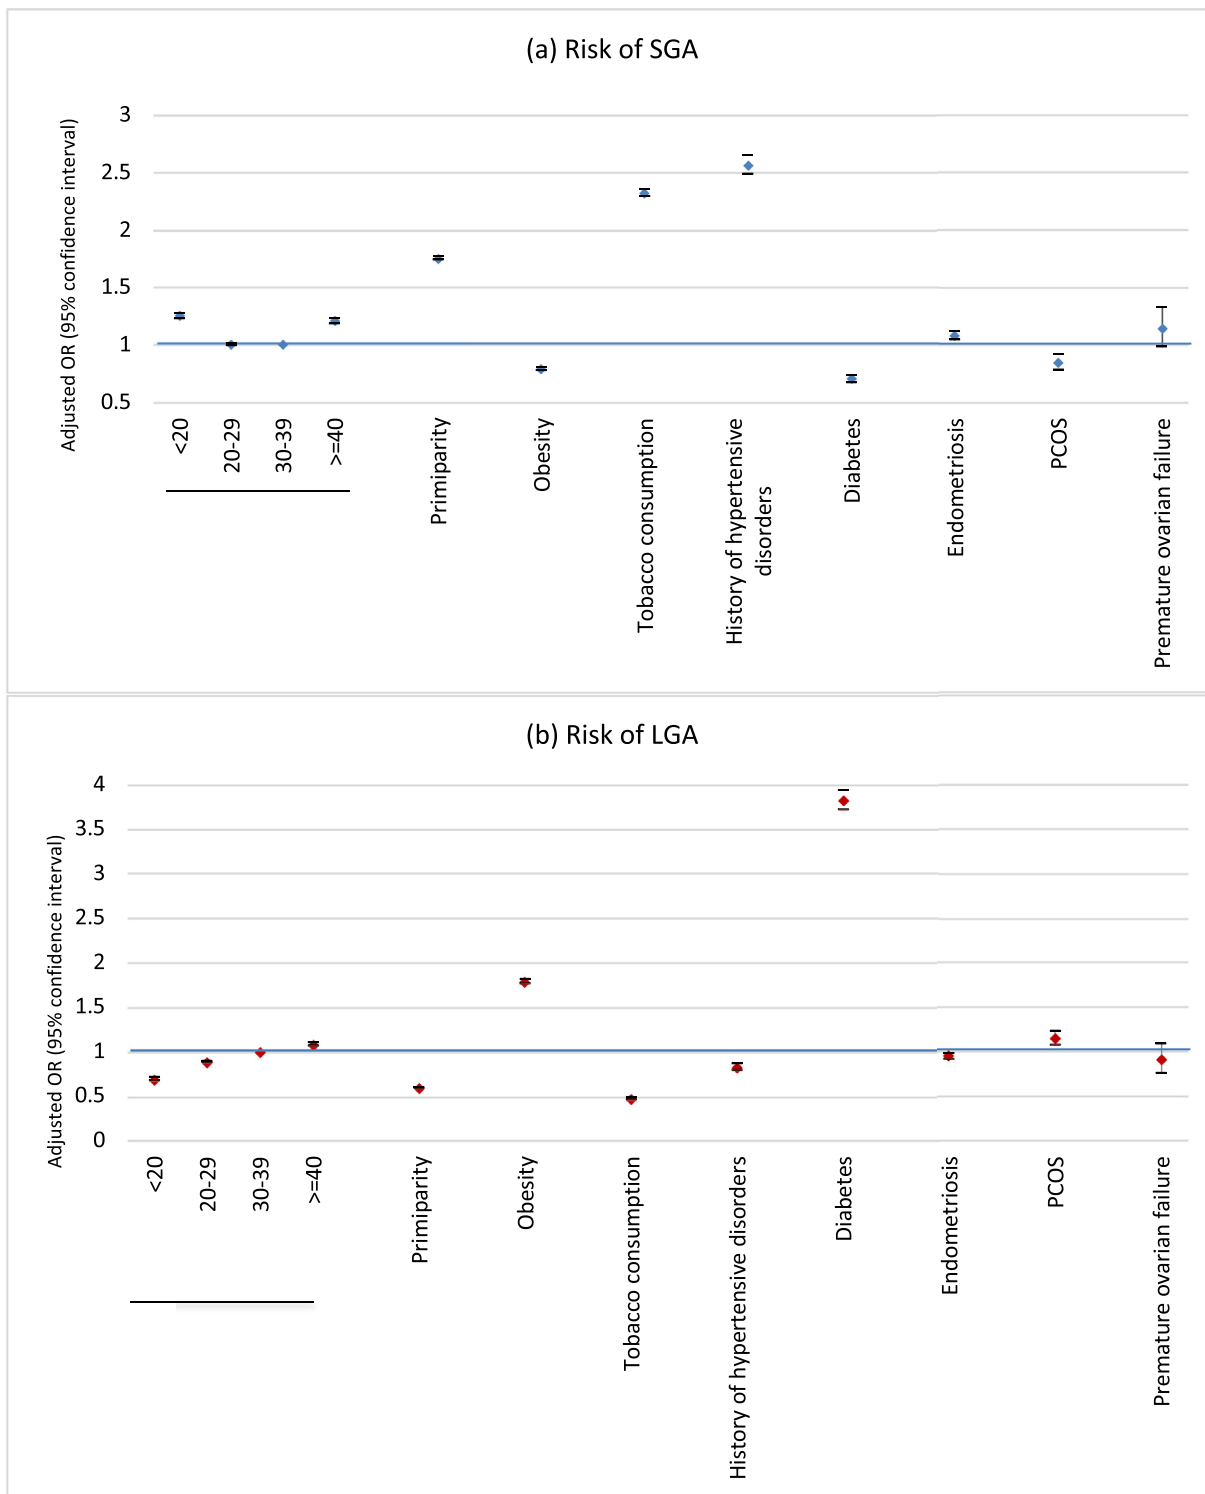 (a) Risk of SGA
Adjusted OR (95% confidence interval)
3
2.5
2
1.5
1
0.5
<20
20-29
30-39
>=40
Primiparity
Obesity
Tobacco consumption
History of hypertensive
disorders
Diabetes
Endometriosis
PCOS
Premature ovarian failure
(b) Risk of LGA
Adjusted OR (95% confidence interval)
4
3.5
3
2.5
2
1.5
1
0.5
0
<20
20-29
30-39
>=40
Primiparity
Obesity
Tobacco consumption
History of hypertensive disorders
Diabetes
Endometriosis
PCOS
Premature ovarian failure